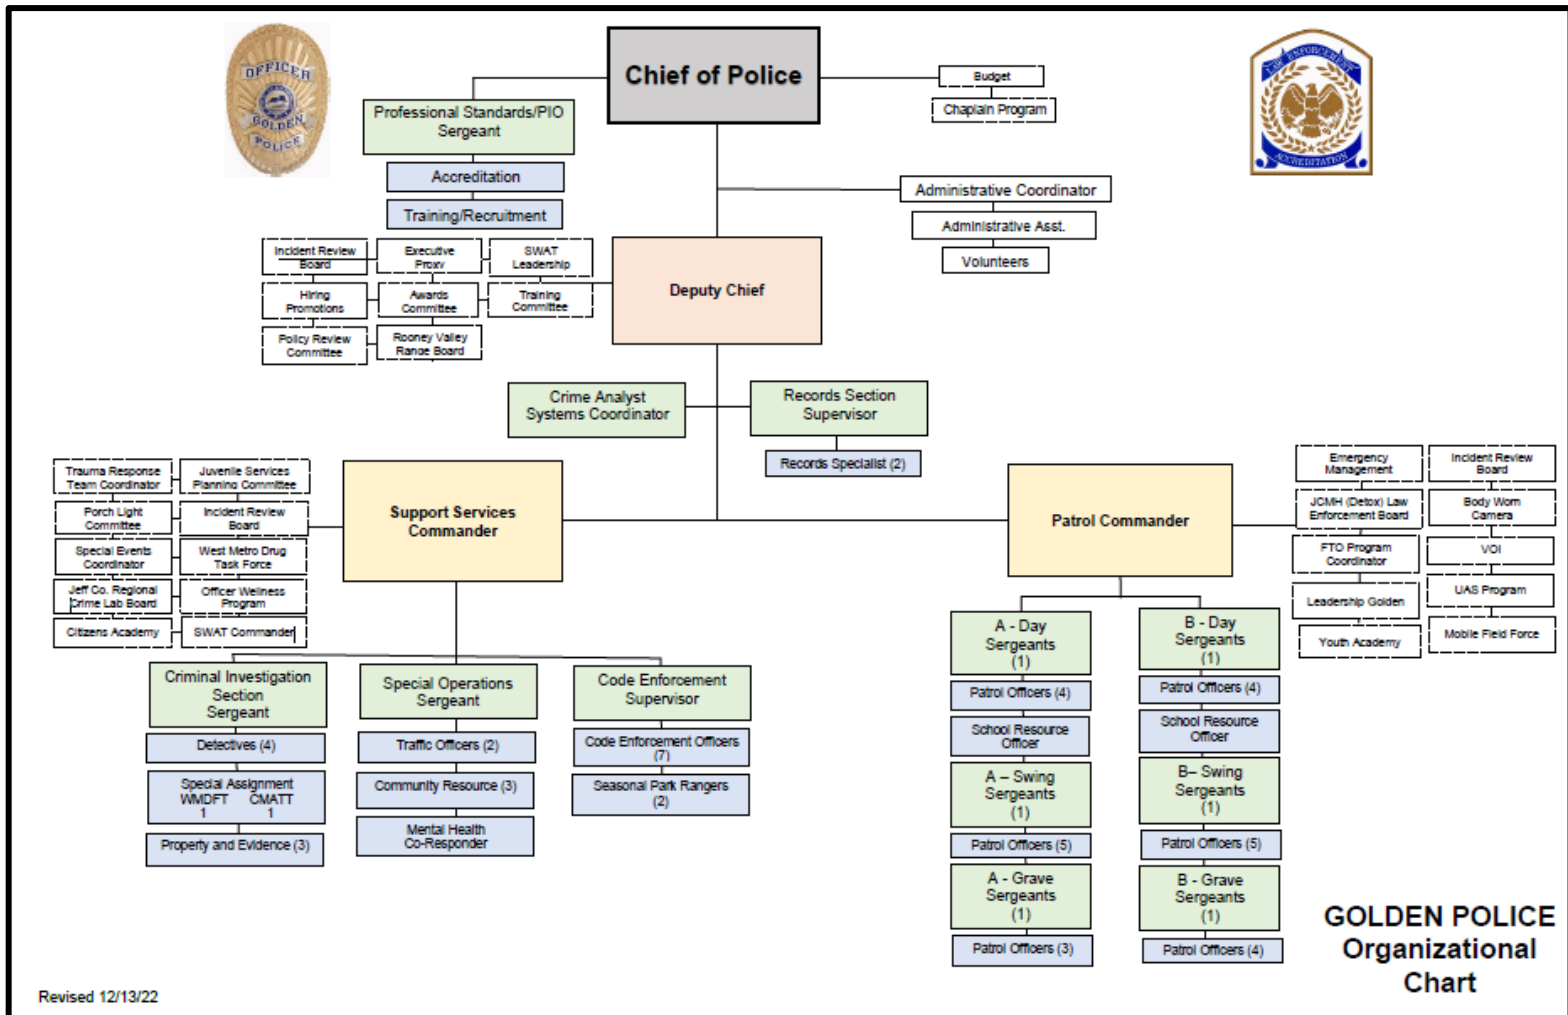 OFFICER
GOLDEN
POLICE
Chief of Police
LAW ENFORCEMENT
ACCREDITATION
Budget
Chaplain Program
Professional Standards/PIO
Sergeant
Accreditation
Training/Recruitment
Administrative Coordinator
Administrative Asst.
Volunteers
Incident Review
Board
Executive
Proxy
SWAT
Leadership
Hiring
Promotions
Awards
Committee
Training
Committee
Policy Review
Committee
Rooney Valley
Range Board
Deputy Chief
Crime Analyst
Systems Coordinator
Records Section
Supervisor
Records Specialist (2)
Trauma Response
Team Coordinator
Juvenile Services
Planning Committee
Porch Light
Committee
Incident Review
Board
Special Events
Coordinator
West Metro Drug
Task Force
Jeff Co. Regional
Crime Lab Board
Officer Wellness
Program
Citizens Academy
SWAT Commander
Support Services
Commander
Patrol Commander
Emergency
Management
Incident Review
Board
JCMH (Detox) Law
Enforcement Board
Body Worn
Camera
FTO Program
Coordinator
VOI
Leadership Golden
UAS Program
Youth Academy
Mobile Field Force
Criminal Investigation
Section
Sergeant
Detectives (4)
Special Assignment
WMDFT CMATT
1 1
Property and Evidence (3)
Special Operations
Sergeant
Traffic Officers (2)
Community Resource (3)
Mental Health
Co-Responder
Code Enforcement
Supervisor
Code Enforcement Officers
(7)
Seasonal Park Rangers
(2)
A - Day
Sergeants
(1)
Patrol Officers (4)
School Resource
Officer
A – Swing
Sergeants
(1)
Patrol Officers (5)
A - Grave
Sergeants
(1)
Patrol Officers (3)
B - Day
Sergeants
(1)
Patrol Officers (4)
School Resource
Officer
B– Swing
Sergeants
(1)
Patrol Officers (5)
B - Grave
Sergeants
(1)
Patrol Officers (4)
GOLDEN POLICE
Organizational
Chart
Revised 12/13/22